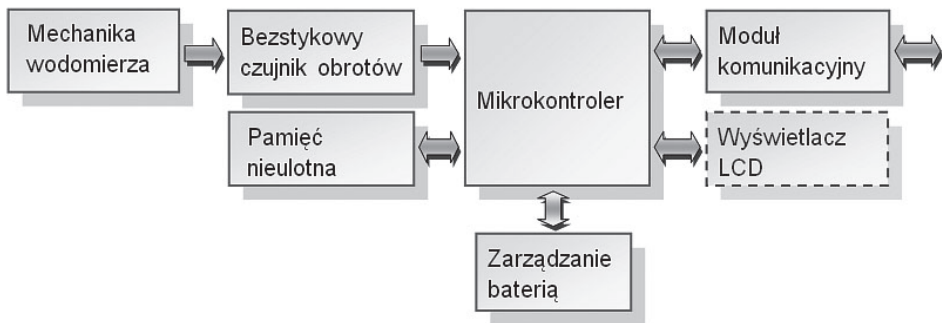 Mechanika
wodomierza
Bezstykowy
czujnik obrotów
Mikrokontroler
Moduł
komunikacyjny
Pamięć
nieulotna
Wyświetlacz
LCD
Zarządzanie
baterią